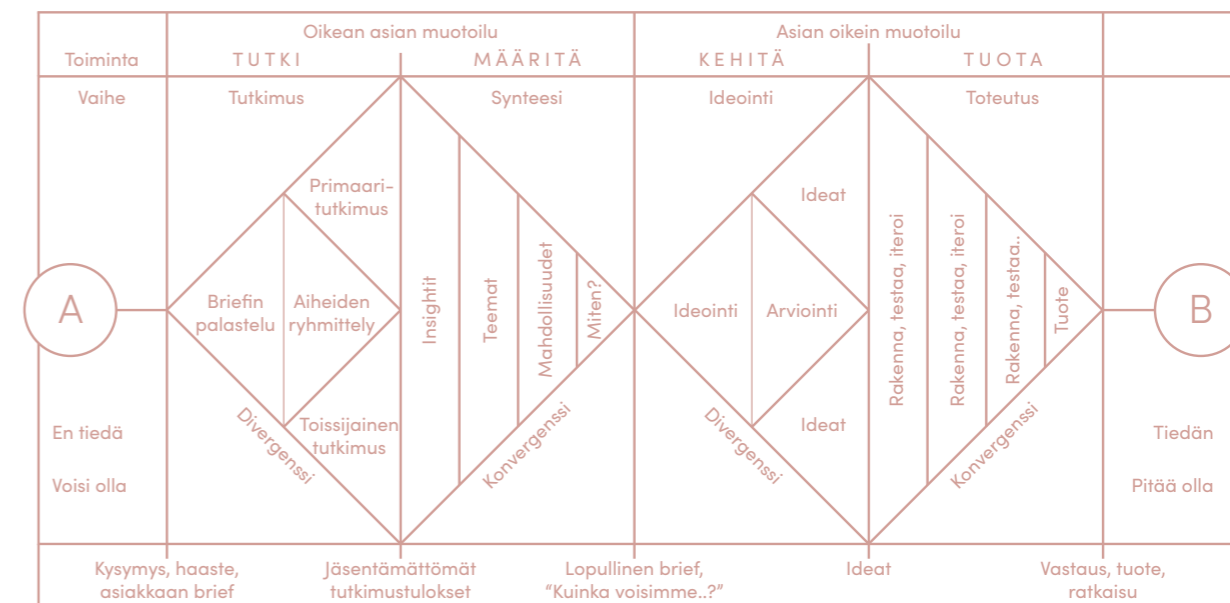 Oikean asian muotoilu
Asian oikein muotoilu
Toiminta
TUTKI
MÄÄRITÄ
KEHITÄ
TUOTA
Vaihe
Tutkimus
Synteesi
Ideointi
Toteutus
A
Briefin
palastelu
Primaari-
tutkimus
Aiheiden
ryhmittely
Toissijainen
tutkimus
Divergenssi
Insightit
Teemat
Mahdollisuudet
Miten?
Konvergenssi
Ideointi
Ideat
Arviointi
Ideat
Divergenssi
Rakenna, testaa, iteroi
Rakenna, testaa, iteroi
Rakenna, testaa..
Tuote
Konvergenssi
B
En tiedä
Voisi olla
Tiedän
Pitää olla
Kysymys, haaste,
asiakkaan brief
Jäsentämättömät
tutkimustulokset
Lopullinen brief,
“Kuinka voisimme..?”
Ideat
Vastaus, tuote,
ratkaisu